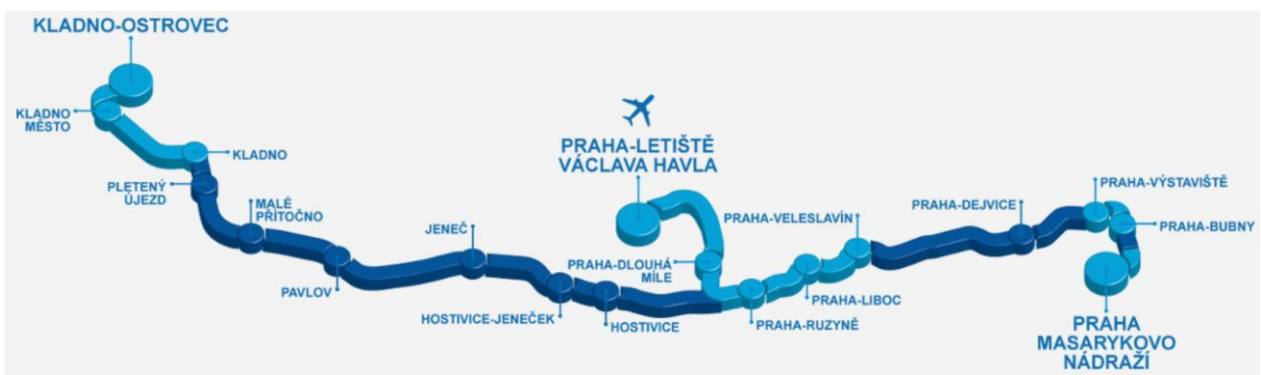 KLADNO-OSTROVEC
KLADNO
MĚSTO
KLADNO
PLETENÝ
ÚJEZD
MALÉ
PŘÍTOČNO
PAVLOV
JENEČ
HOSTIVICE-JENEČEK
HOSTIVICE
PRAHA-LETIŠTĚ
VÁCLAVA HAVLA
PRAHA-DLOUHÁ
MÍLE
PRAHA-RUZYNĚ
PRAHA-LIBOC
PRAHA-VELESLAVÍN
PRAHA-DEJVICE
PRAHA-VÝSTAVIŠTĚ
PRAHA-BUBNY
PRAHA
MASARYKOVO
NÁDRAŽÍ